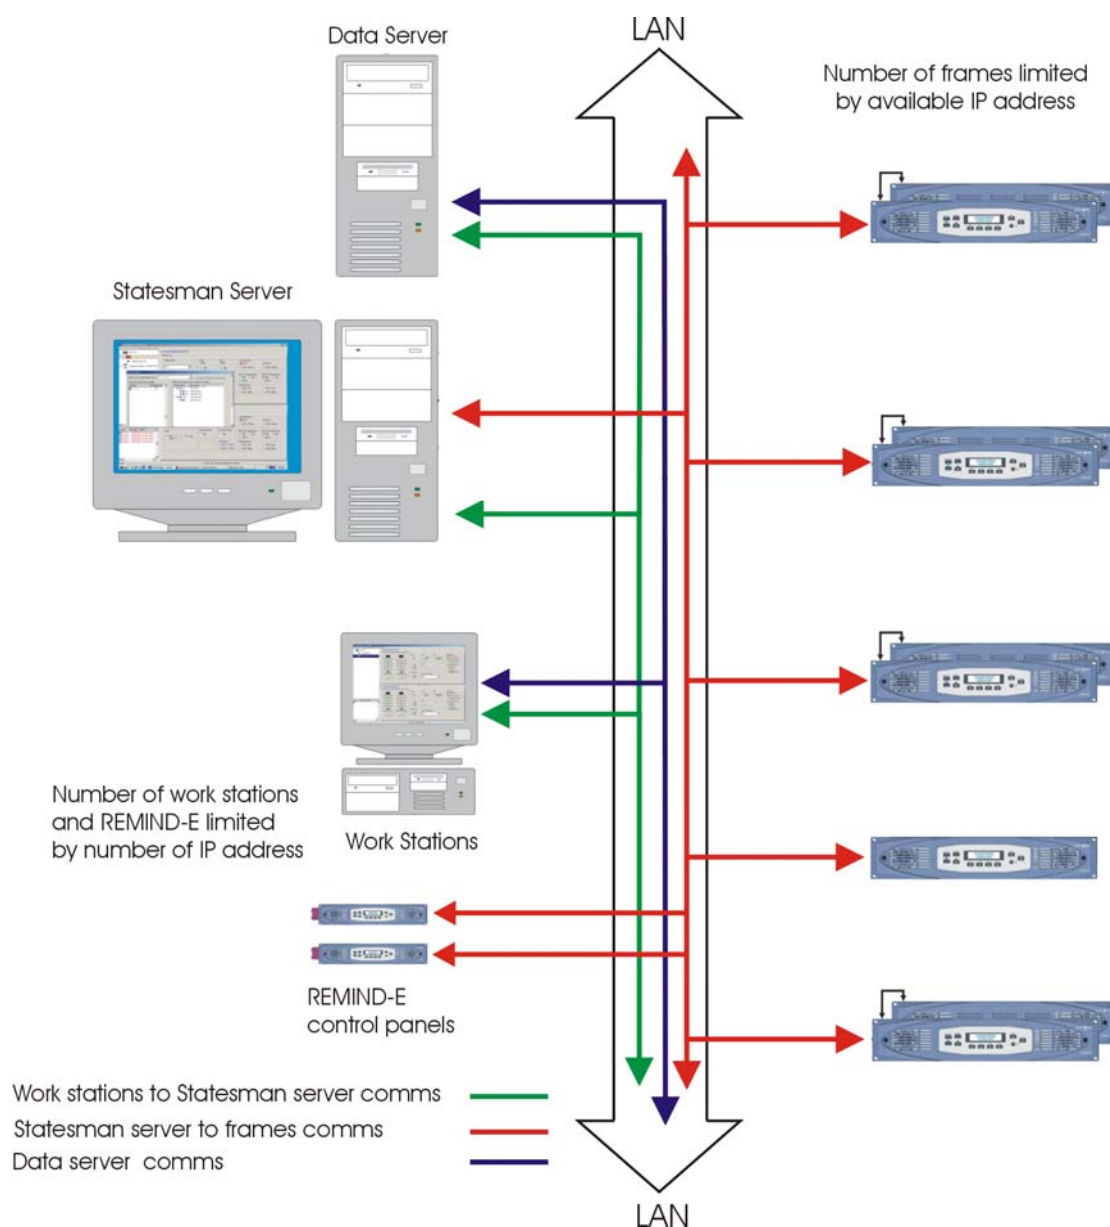 LAN
Data Server
Number of frames limited
by available IP address
Statesman Server
Number of work stations
and REMIND-E limited
by number of IP address
Work Stations
REMIND-E
control panels
Work stations to Statesman server comms
Statesman server to frames comms
Data server comms
LAN